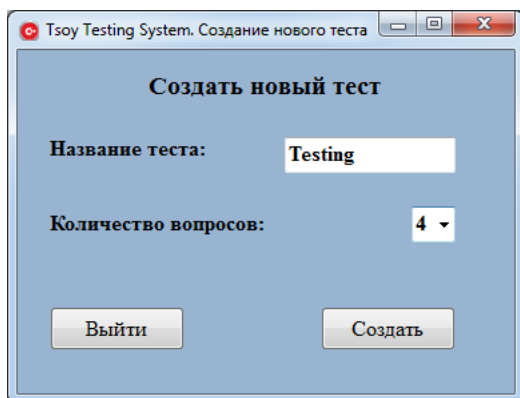 Tsoy Testing System. Создание нового теста
Создать новый тест
Название теста: Testing
Количество вопросов: 4
Выйти Создать